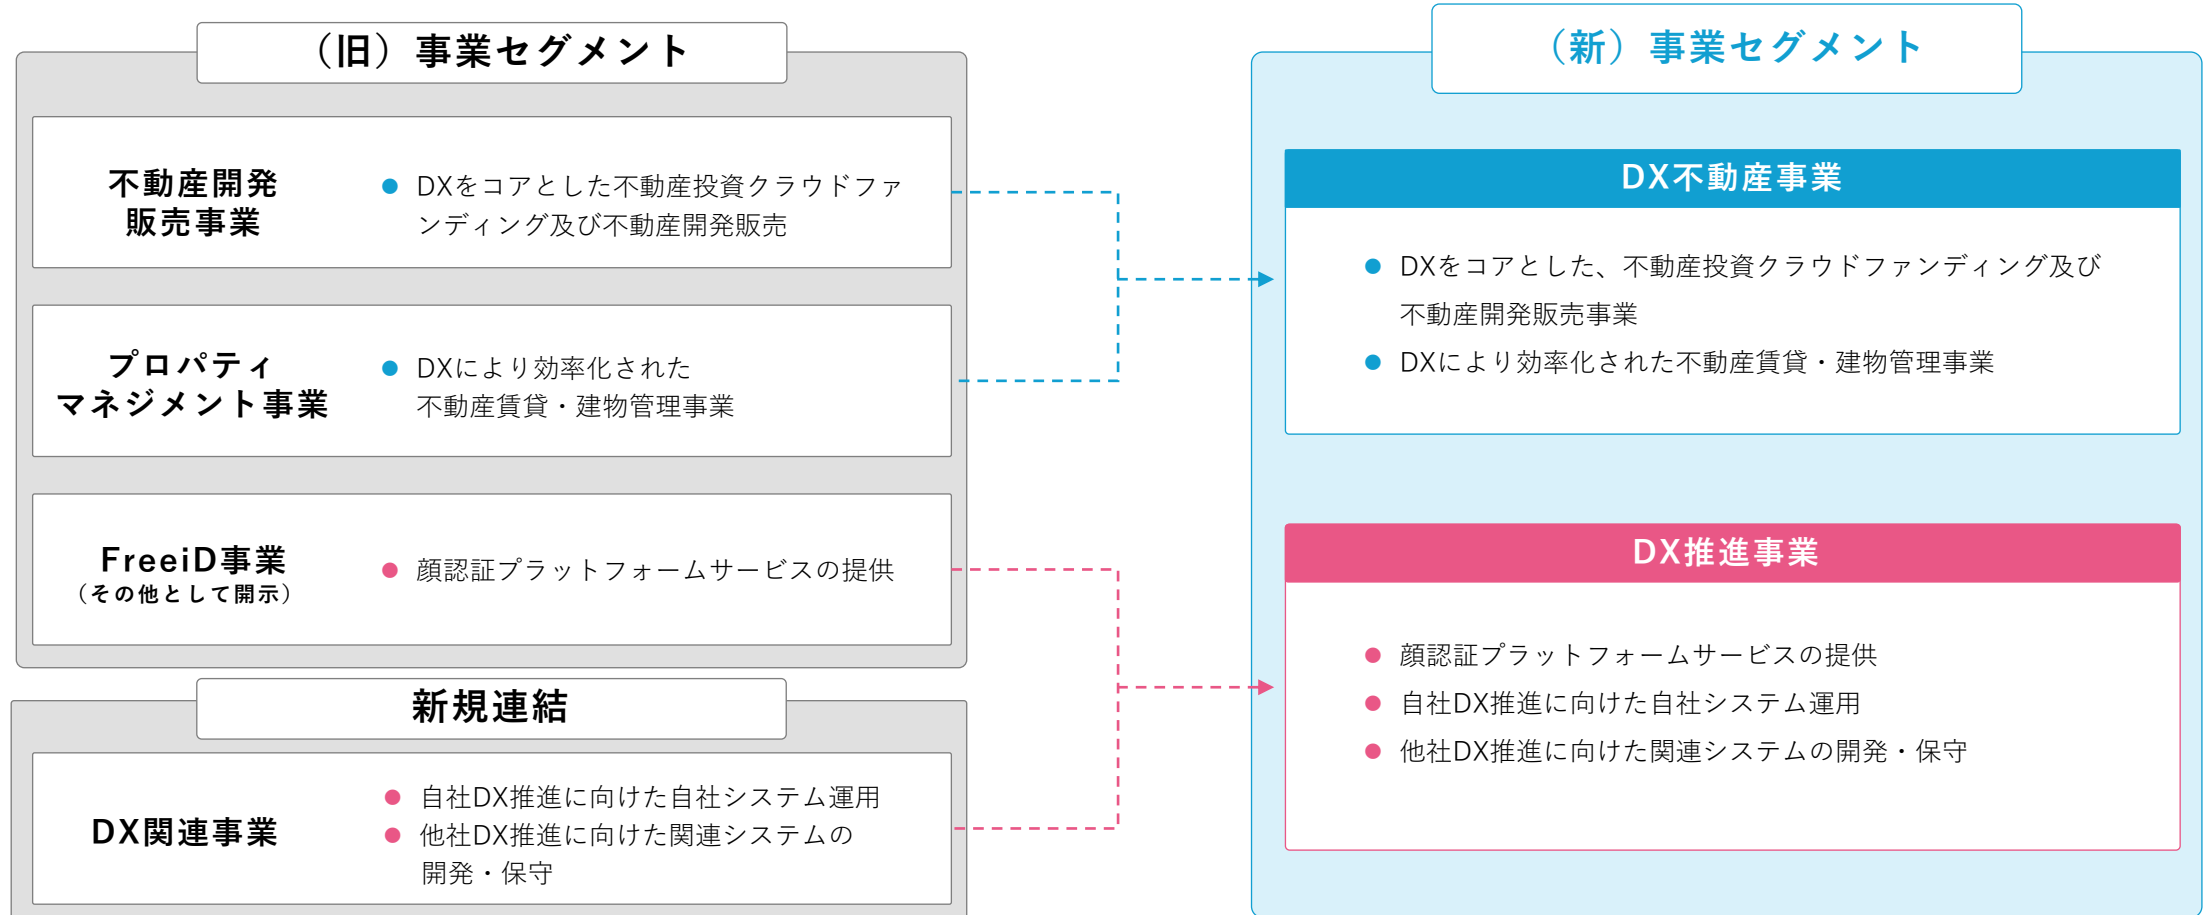 （旧）事業セグメント
不動産開発
販売事業
● DXをコアとした不動産投資クラウドファ
ンディング及び不動産開発販売
プロパティ
マネジメント事業
● DXにより効率化された
不動産賃貸・建物管理事業
FreeiD事業
（その他として開示）
● 顔認証プラットフォームサービスの提供
新規連結
DX関連事業
● 自社DX推進に向けた自社システム運用
● 他社DX推進に向けた関連システムの
開発・保守
（新）事業セグメント
DX不動産事業
● DXをコアとした、不動産投資クラウドファンディング及び
不動産開発販売事業
● DXにより効率化された不動産賃貸・建物管理事業
DX推進事業
● 顔認証プラットフォームサービスの提供
● 自社DX推進に向けた自社システム運用
● 他社DX推進に向けた関連システムの開発・保守